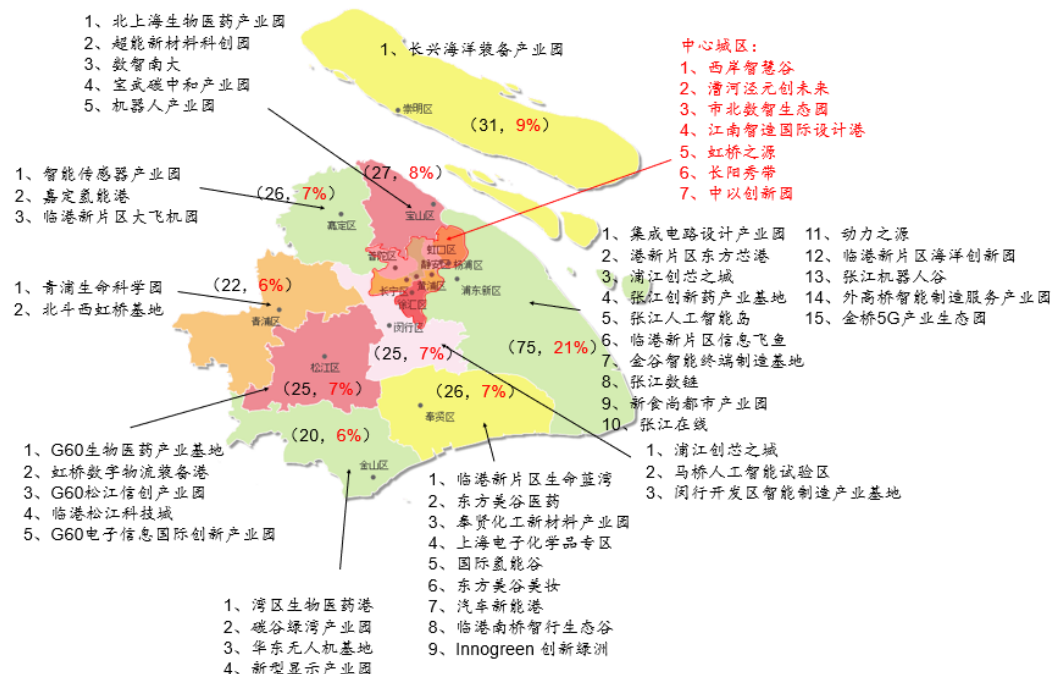 1、北上海生物医药产业园
2、超能新材料科创园
3、数智南大
4、宝武碳中和产业园
5、机器人产业园
1、长兴海洋装备产业园
中心城区：
1、西岸智慧谷
2、漕河泾元创未来
3、市北数智生态园
4、江南智造国际设计港
5、虹桥之源
6、长阳秀带
7、中以创新园
崇明区
（31，9%）
（27，8%）
宝山区
1、智能传感器产业园
2、嘉定氢能港
3、临港新片区大飞机园
（26，7%）
嘉定区
普陀区
虹口区
静安区
杨浦区
长宁区
黄浦区
徐汇区
浦东新区
闵行区
1、集成电路设计产业园
2、港新片区东方芯港
3、浦江创芯之城
4、张江创新药产业基地
5、张江人工智能岛
6、临港新片区信息飞鱼
7、金谷智能终端制造基地
8、张江数链
9、新食尚都市产业园
10、张江在线
11、动力之源
12、临港新片区海洋创新园
13、张江机器人谷
14、外高桥智能制造服务产业园
15、金桥5G产业生态园
1、青浦生命科学园
2、北斗西虹桥基地
（22，6%）
青浦区
（75，21%）
（25，7%）
松江区
（25，7%）
（26，7%）
奉贤区
（20，6%）
金山区
1、G60生物医药产业基地
2、虹桥数字物流装备港
3、G60松江信创产业园
4、临港松江科技城
5、G60电子信息国际创新产业园
1、浦江创芯之城
2、马桥人工智能试验区
3、闵行开发区智能制造产业基地
1、临港新片区生命蓝湾
2、东方美谷医药
3、奉贤化工新材料产业园
4、上海电子化学品专区
5、国际氢能谷
6、东方美谷美妆
7、汽车新能港
8、临港南桥智行生态谷
9、Innogreen 创新绿洲
1、湾区生物医药港
2、碳谷绿湾产业园
3、华东无人机基地
4、新型显示产业园